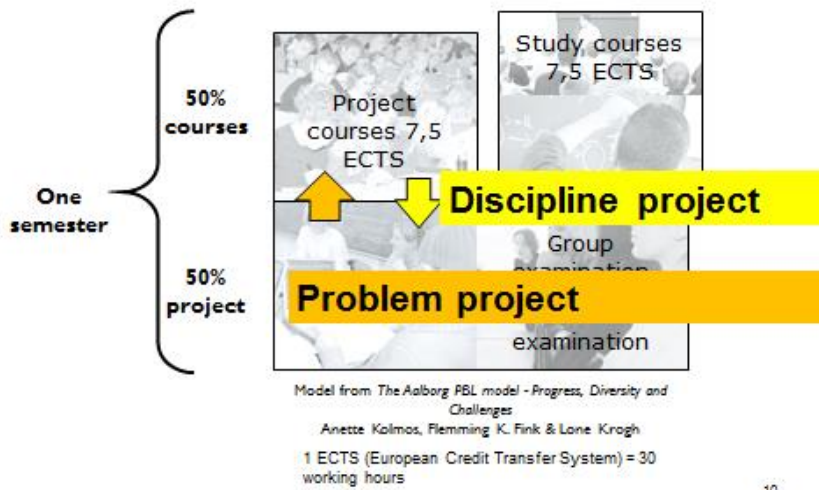 One
semester
50%
courses
50%
project
Project
courses 7,5
ECTS
Study courses
7,5 ECTS
Discipline project
Group
examination
Problem project
examination
Model from The Aalborg PBL model - Progress, Diversity and
Challenges
Anette Kolmos, Flemming K. Fink & Lone Krogh
1 ECTS (European Credit Transfer System) = 30
working hours
10